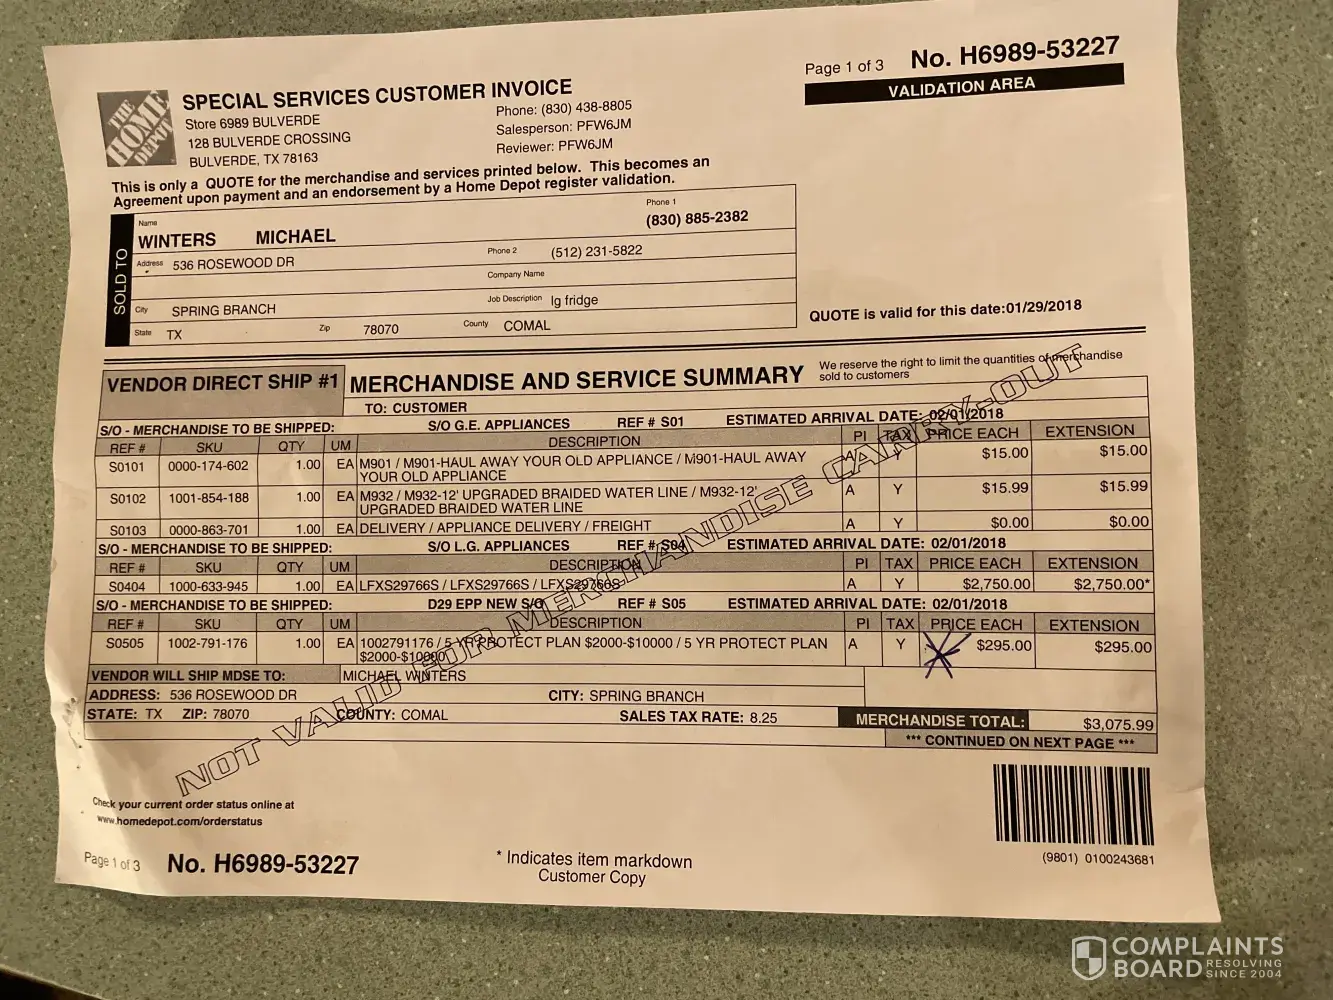 Page 1 of 3 No. H6989-53227
VALIDATION AREA
THE HOME DEPOT
SPECIAL SERVICES CUSTOMER INVOICE
Store 6989 BULVERDE
128 BULVERDE CROSSING
BULVERDE, TX 78163
Phone: (830) 438-8805
Salesperson: PFW6JM
Reviewer: PFW6JM
This is only a QUOTE for the merchandise and services printed below. This becomes an
Agreement upon payment and an endorsement by a Home Depot register validation.
SOLD TO
Name
WINTERS MICHAEL
Phone 1
(830) 885-2382
Address 536 ROSEWOOD DR
Phone 2 (512) 231-5822
Company Name
City SPRING BRANCH
Job Description lg fridge
State TX Zip 78070 County COMAL
QUOTE is valid for this date:01/29/2018
VENDOR DIRECT SHIP #1 MERCHANDISE AND SERVICE SUMMARY
We reserve the right to limit the quantities of merchandise
sold to customers
TO: CUSTOMER
S/O - MERCHANDISE TO BE SHIPPED: S/O G.E. APPLIANCES REF # S01 ESTIMATED ARRIVAL DATE: 02/01/2018
REF # SKU QTY UM DESCRIPTION PI TAX PRICE EACH EXTENSION
S0101 0000-174-602 1.00 EA M901 / M901-HAUL AWAY YOUR OLD APPLIANCE / M901-HAUL AWAY A Y $15.00 $15.00
YOUR OLD APPLIANCE
S0102 1001-854-188 1.00 EA M932 / M932-12' UPGRADED BRAIDED WATER LINE / M932-12' A Y $15.99 $15.99
UPGRADED BRAIDED WATER LINE
S0103 0000-863-701 1.00 EA DELIVERY / APPLIANCE DELIVERY / FREIGHT A Y $0.00 $0.00
S/O - MERCHANDISE TO BE SHIPPED: S/O L.G. APPLIANCES REF # S04 ESTIMATED ARRIVAL DATE: 02/01/2018
REF # SKU QTY UM DESCRIPTION PI TAX PRICE EACH EXTENSION
S0404 1000-633-945 1.00 EA LFXS29766S / LFXS29766S / LFXS29766S A Y $2,750.00 $2,750.00*
S/O - MERCHANDISE TO BE SHIPPED: D29 EPP NEW S/O REF # S05 ESTIMATED ARRIVAL DATE: 02/01/2018
REF # SKU QTY UM DESCRIPTION PI TAX PRICE EACH EXTENSION
S0505 1002-791-176 1.00 EA 1002791176 / 5 YR PROTECT PLAN $2000-$10000 / 5 YR PROTECT PLAN A Y $295.00 $295.00
$2000-$10000
VENDOR WILL SHIP MDSE TO: MICHAEL WINTERS
ADDRESS: 536 ROSEWOOD DR CITY: SPRING BRANCH
STATE: TX ZIP: 78070 COUNTY: COMAL SALES TAX RATE: 8.25 MERCHANDISE TOTAL: $3,075.99
*** CONTINUED ON NEXT PAGE ***
NOT VALID FOR MERCHANDISE CARRY-OUT
Check your current order status online at
www.homedepot.com/orderstatus
Page 1 of 3 No. H6989-53227
* Indicates item markdown
Customer Copy
(9801) 0100243681
COMPLAINTS
BOARD RESOLVING
SINCE 2004